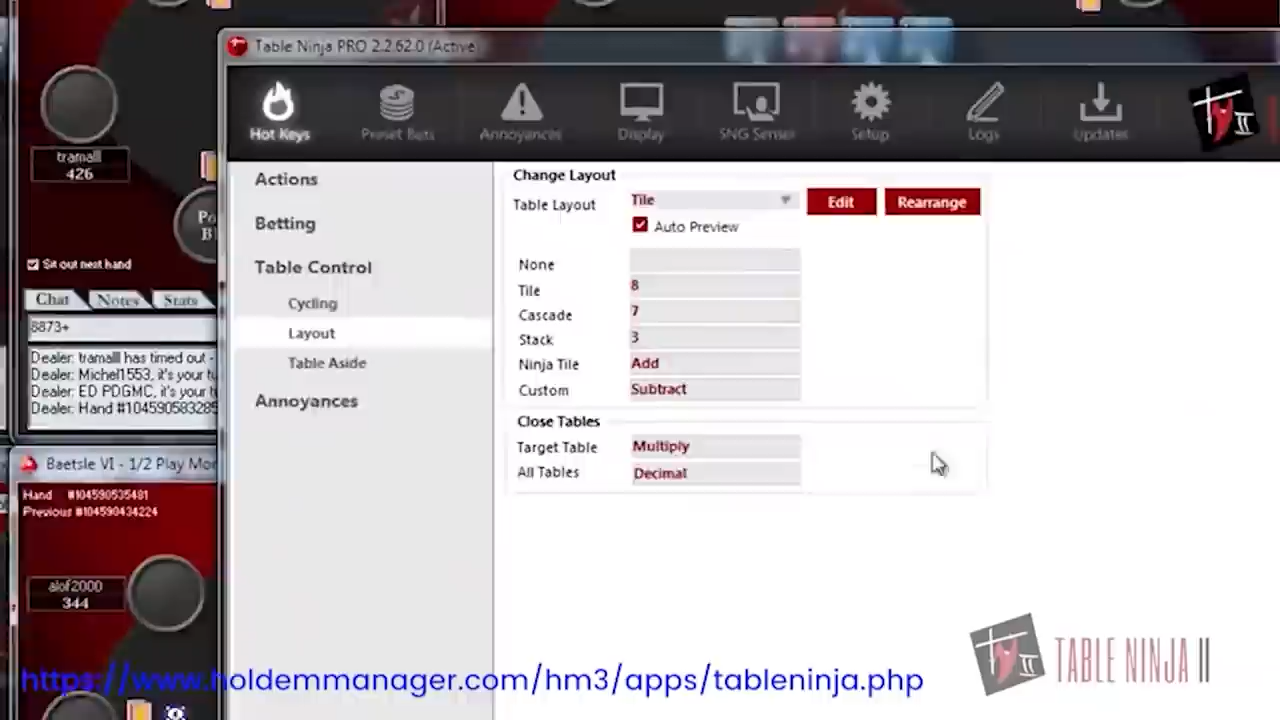 Table Ninja PRO 2.2.62.0 (Active
Hot Keys
Preset Bets
Annoyances
Display
SNG Sense
Setup
Logs
Updates
tramall
426
Sit out next hand
Chat
Notes
Stats
8873+
Dealer: tramall has timed out -
Dealer: Michel1553, it's your tu
Dealer: ED PDGMC, it's your tu
Dealer: Hand #104590583285
Baetsle VI - 1/2 Play Mor
Hand #104590535481
Previous #104590434224
alof2000
344
Actions
Betting
Table Control
Cycling
Layout
Table Aside
Annoyances
Change Layout
Table Layout Tile Edit Rearrange
Auto Preview
None
Tile 8
Cascade 7
Stack 3
Ninja Tile Add
Custom Subtract
Close Tables
Target Table Multiply
All Tables Decimal
TABLE NINJA II
https://www.holdemmanager.com/hm3/apps/tableninja.php